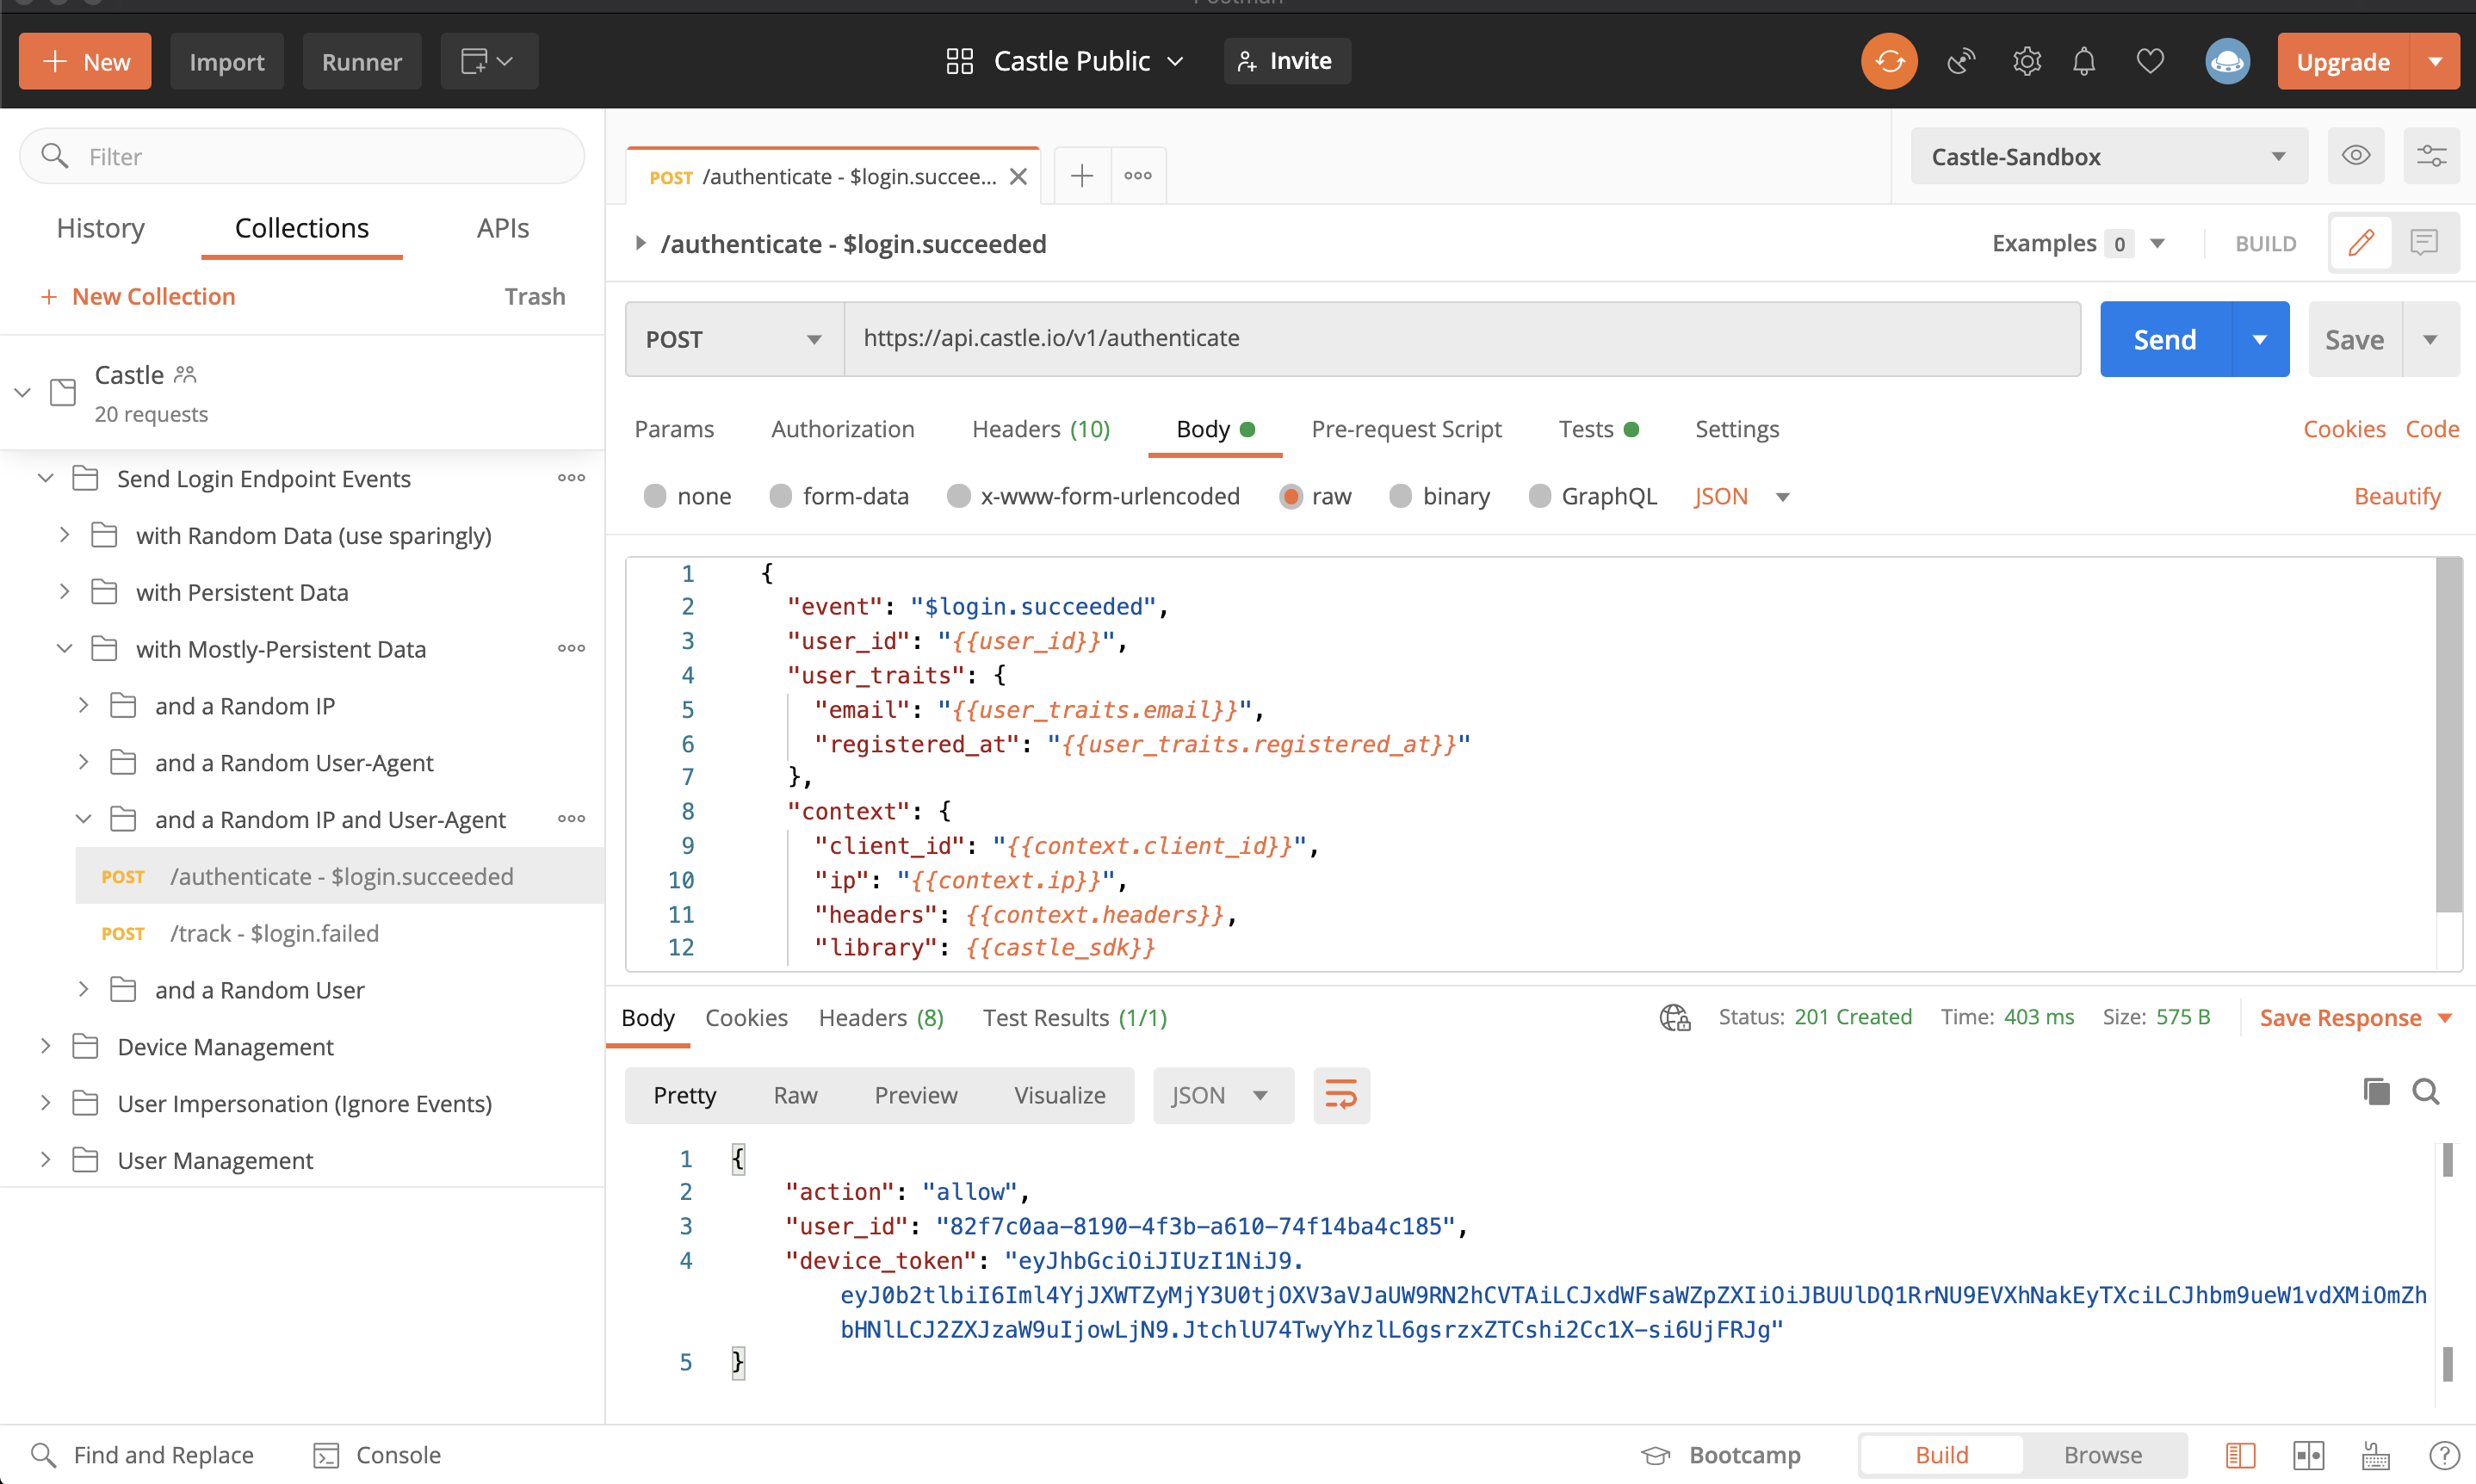 New
Import
Runner
Castle Public
Invite
Upgrade
Filter
History
Collections
APIs
+ New Collection
Trash
Castle
20 requests
Send Login Endpoint Events
with Random Data (use sparingly)
with Persistent Data
with Mostly-Persistent Data
and a Random IP
and a Random User-Agent
and a Random IP and User-Agent
POST /authenticate - $login.succeeded
POST /track - $login.failed
and a Random User
Device Management
User Impersonation (Ignore Events)
User Management
POST /authenticate - $login.succee...
Castle-Sandbox
/authenticate - $login.succeeded
Examples 0
BUILD
POST
https://api.castle.io/v1/authenticate
Send
Save
Params
Authorization
Headers (10)
Body
Pre-request Script
Tests
Settings
Cookies
Code
none
form-data
x-www-form-urlencoded
raw
binary
GraphQL
JSON
Beautify
1 {
2 "event": "$login.succeeded",
3 "user_id": "{{user_id}}",
4 "user_traits": {
5 "email": "{{user_traits.email}}",
6 "registered_at": "{{user_traits.registered_at}}"
7 },
8 "context": {
9 "client_id": "{{context.client_id}}",
10 "ip": "{{context.ip}}",
11 "headers": {{context.headers}},
12 "library": {{castle_sdk}}
Body
Cookies
Headers (8)
Test Results (1/1)
Status: 201 Created
Time: 403 ms
Size: 575 B
Save Response
Pretty
Raw
Preview
Visualize
JSON
1 {
2 "action": "allow",
3 "user_id": "82f7c0aa-8190-4f3b-a610-74f14ba4c185",
4 "device_token": "eyJhbGciOiJIUzI1NiJ9.
eyJ0b2tlbiI6Iml4YjJXWTZyMjY3U0tjOXV3aVJaUW9RN2hCVTAiLCJxdWFsaWZpZXIiOiJBUUlDQ1RrNU9EVXhNakEyTXciLCJhbm9ueW1vdXMiOmZh
bHNlLCJ2ZXJzaW9uIjowLjN9.JtchlU74TwyYhzlL6gsrzxZTCshi2Cc1X-si6UjFRJg"
5 }
Find and Replace
Console
Bootcamp
Build
Browse